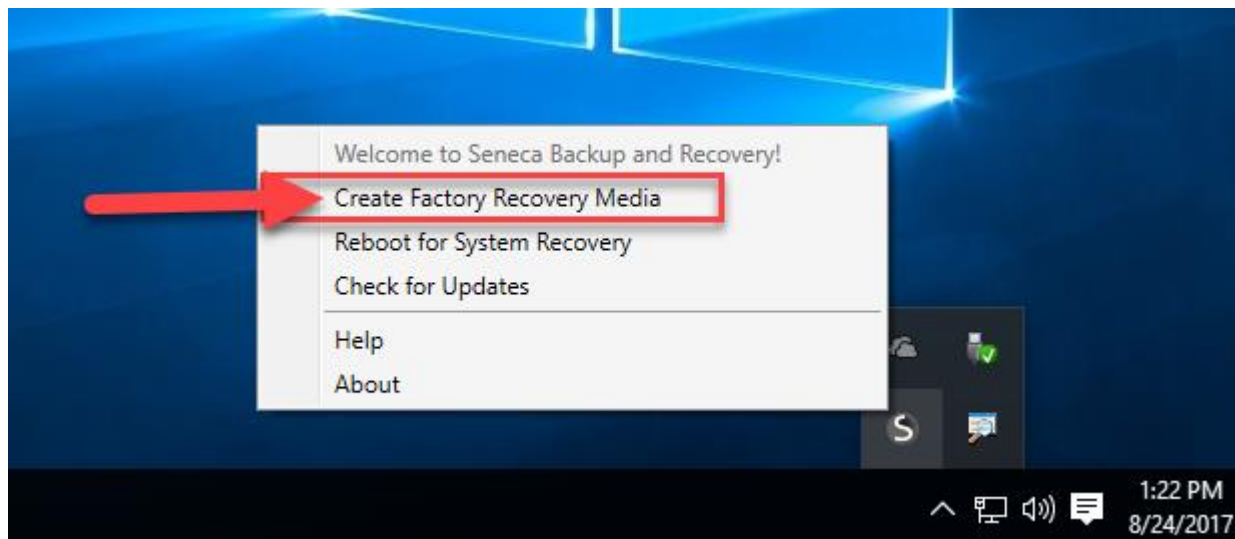 Welcome to Seneca Backup and Recovery!
Create Factory Recovery Media
Reboot for System Recovery
Check for Updates
Help
About
S
1:22 PM
8/24/2017